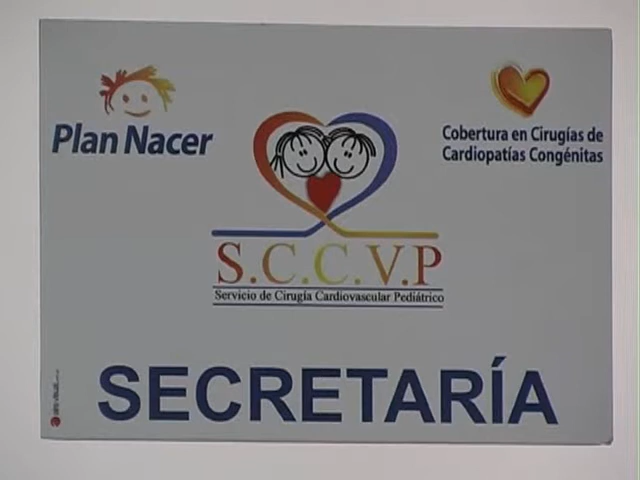 Plan Nacer
Cobertura en Cirugías de
Cardiopatías Congénitas
S.C.C.V.P
Servicio de Cirugía Cardiovascular Pediátrico
SECRETARÍA